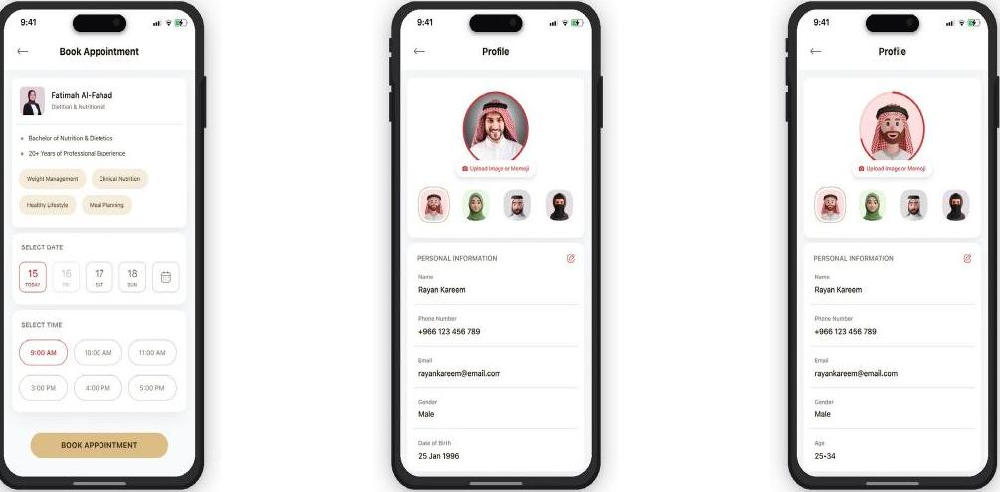 9:41
Book Appointment
Fatimah Al-Fahad
Dietitian & Nutritionist
Bachelor of Nutrition & Dietetics
20+ Years of Professional Experience
Weight Management
Clinical Nutrition
Healthy Lifestyle
Meal Planning
SELECT DATE
15 16 17 18
TODAY FRI SAT SUN
SELECT TIME
9:00 AM 10:00 AM 11:00 AM
3:00 PM 4:00 PM 5:00 PM
BOOK APPOINTMENT
9:41
Profile
Upload Image or Memoji
PERSONAL INFORMATION
Name
Rayan Kareem
Phone Number
+966 123 456 789
Email
rayankareem@email.com
Gender
Male
Date of Birth
25 Jan 1996
9:41
Profile
Upload Image or Memoji
PERSONAL INFORMATION
Name
Rayan Kareem
Phone Number
+966 123 456 789
Email
rayankareem@email.com
Gender
Male
Age
25-34